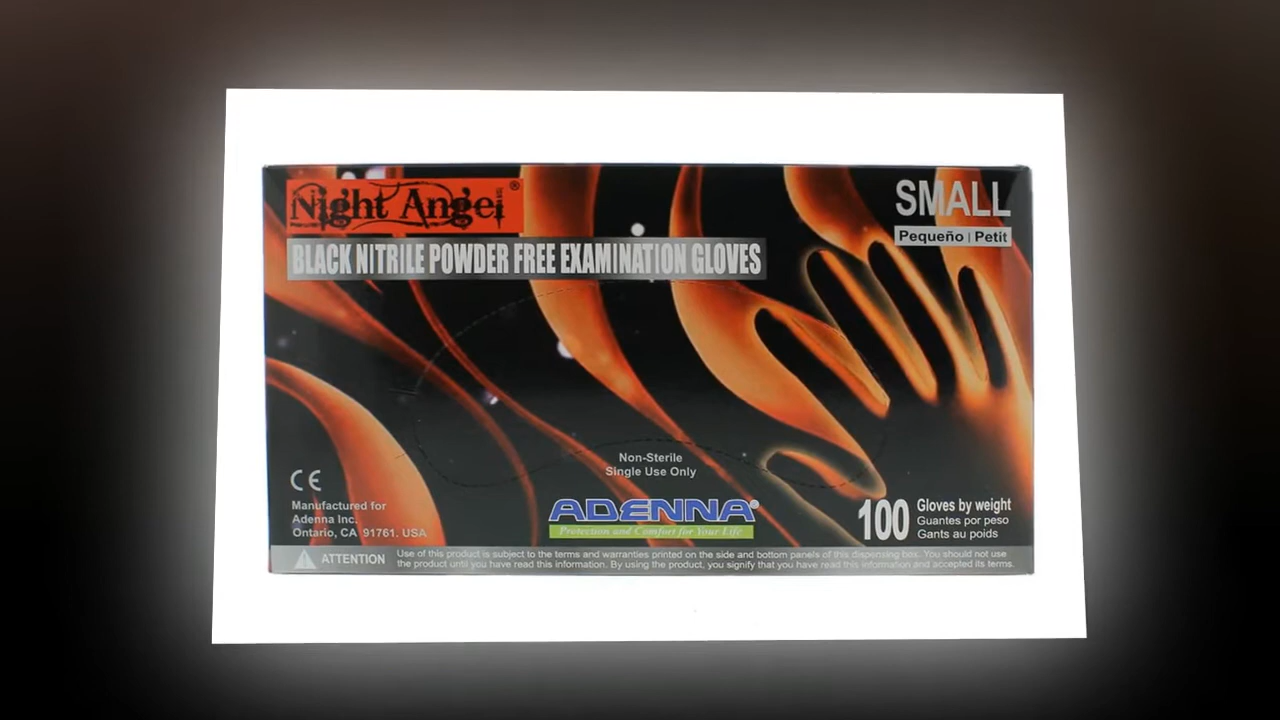 Night Angel®
BLACK NITRILE POWDER FREE EXAMINATION GLOVES
SMALL
Pequeño | Petit
Non-Sterile
Single Use Only
CE
Manufactured for
Adenna Inc.
Ontario, CA 91761. USA
ADENNA®
Protection and Comfort for Your Life
100 Gloves by weight
Guantes por peso
Gants au poids
ATTENTION
Use of this product is subject to the terms and warranties printed on the side and bottom panels of this dispensing box. You should not use
the product until you have read this information. By using the product, you signify that you have read this information and accepted its terms.